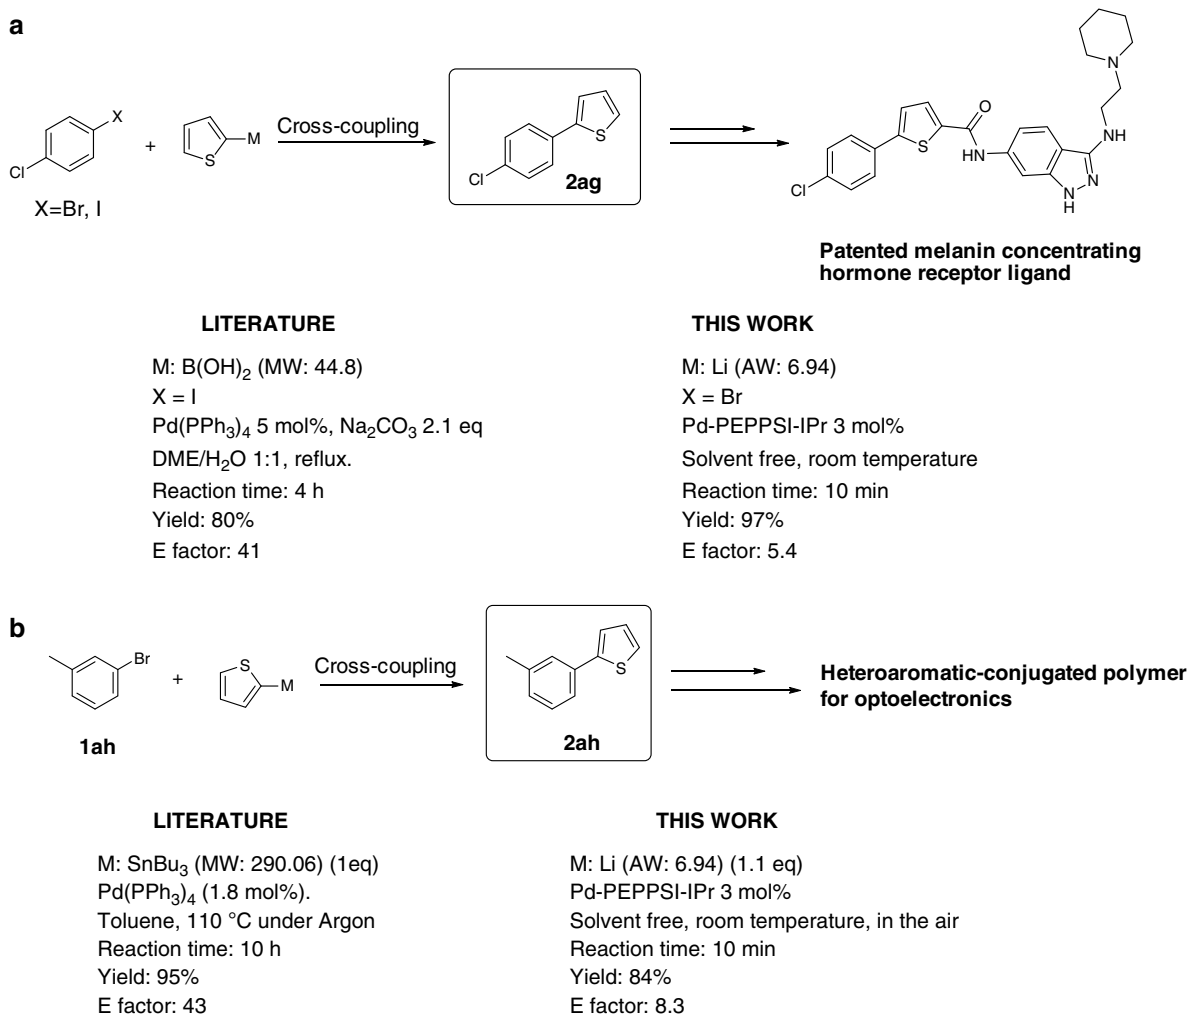 a
X
Cl
X=Br, I
+
S
M
Cross-coupling
Cl
S
2ag
Cl
S
O
HN
N
NH
N
N
H
Patented melanin concentrating
hormone receptor ligand
LITERATURE
M: B(OH)2 (MW: 44.8)
X = I
Pd(PPh3)4 5 mol%, Na2CO3 2.1 eq
DME/H2O 1:1, reflux.
Reaction time: 4 h
Yield: 80%
E factor: 41
THIS WORK
M: Li (AW: 6.94)
X = Br
Pd-PEPPSI-IPr 3 mol%
Solvent free, room temperature
Reaction time: 10 min
Yield: 97%
E factor: 5.4
b
Br
1ah
+
S
M
Cross-coupling
S
2ah
Heteroaromatic-conjugated polymer
for optoelectronics
LITERATURE
M: SnBu3 (MW: 290.06) (1eq)
Pd(PPh3)4 (1.8 mol%).
Toluene, 110 °C under Argon
Reaction time: 10 h
Yield: 95%
E factor: 43
THIS WORK
M: Li (AW: 6.94) (1.1 eq)
Pd-PEPPSI-IPr 3 mol%
Solvent free, room temperature, in the air
Reaction time: 10 min
Yield: 84%
E factor: 8.3